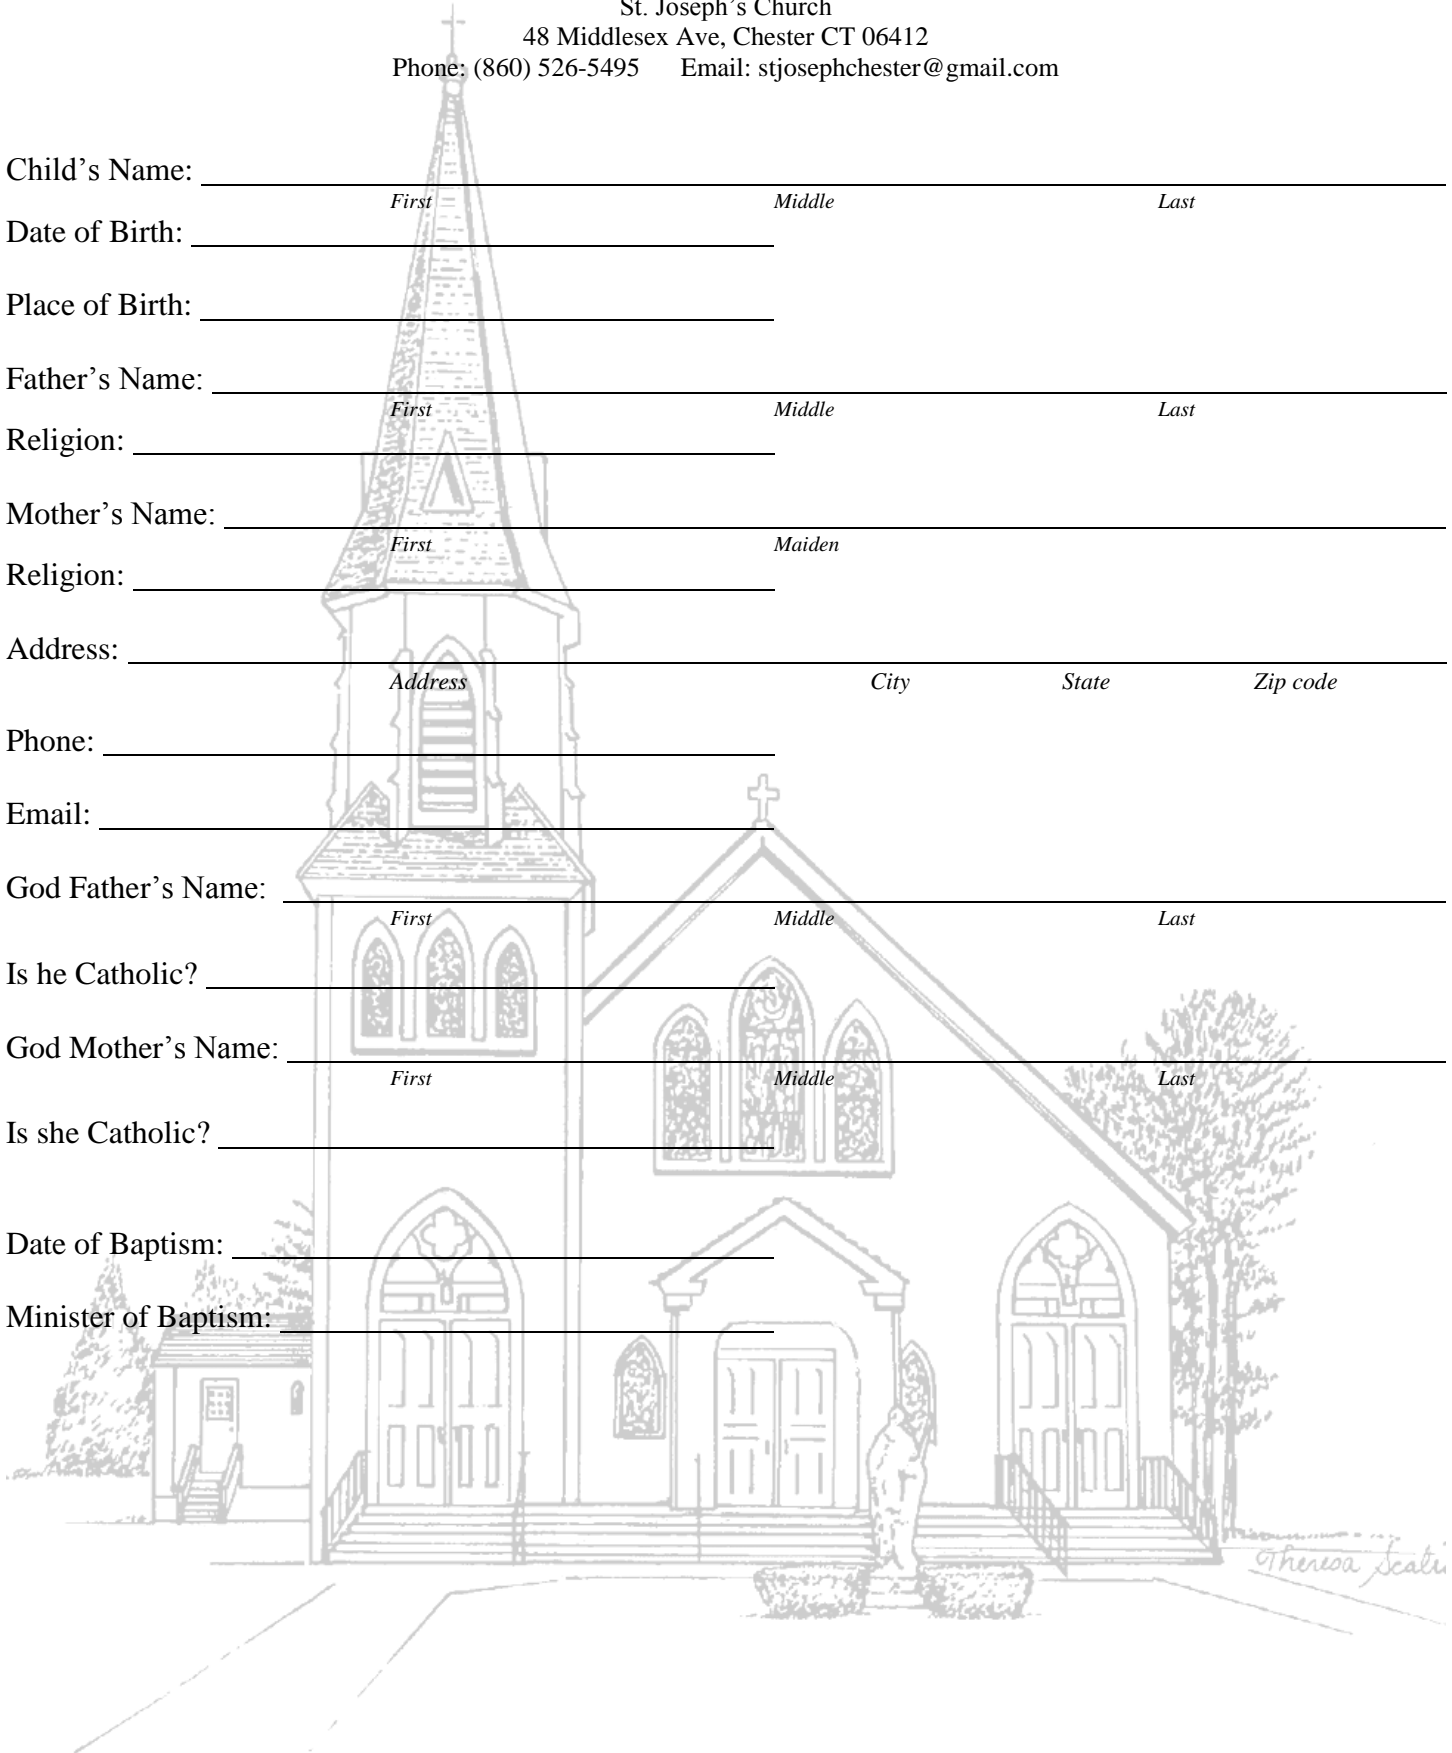 St. Joseph’s Church
48 Middlesex Ave, Chester CT 06412
Phone: (860) 526-5495 Email: stjosephchester@gmail.com
Child’s Name:
First Middle Last
Date of Birth:
Place of Birth:
Father’s Name:
First Middle Last
Religion:
Mother’s Name:
First Maiden
Religion:
Address:
Address City State Zip code
Phone:
Email:
God Father’s Name:
First Middle Last
Is he Catholic?
God Mother’s Name:
First Middle Last
Is she Catholic?
Date of Baptism:
Minister of Baptism:
Theresa